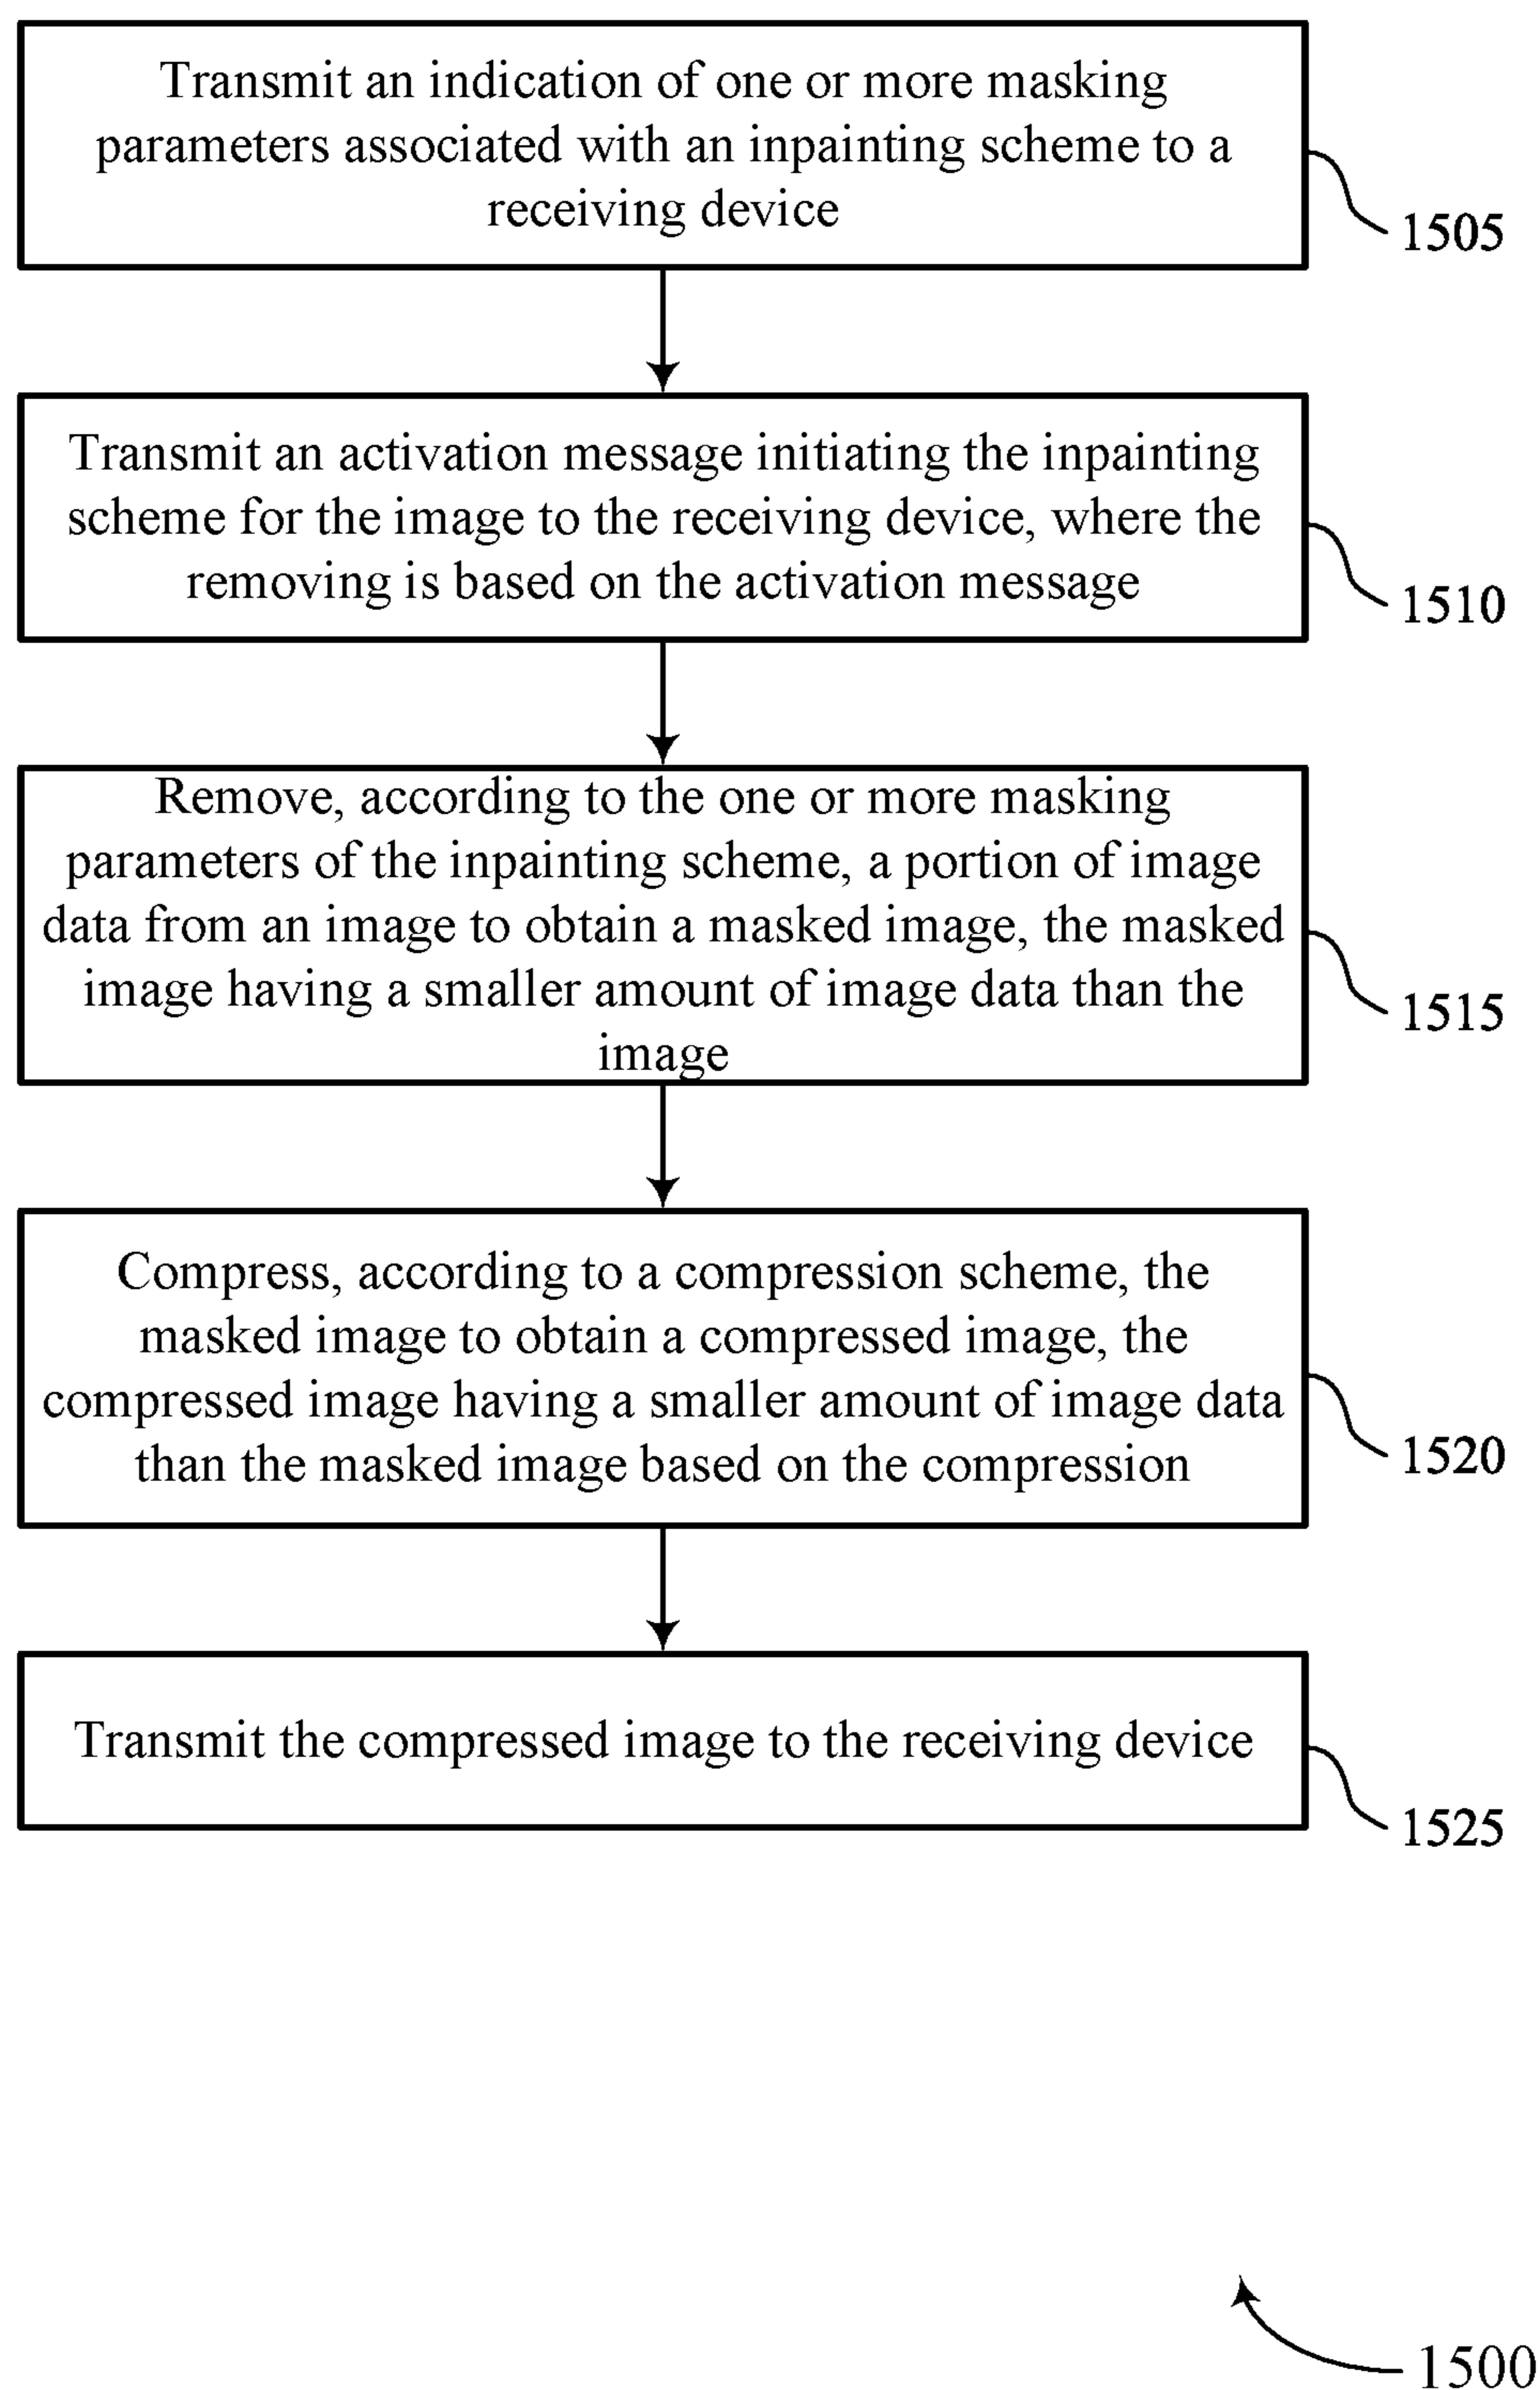 Transmit an indication of one or more masking
parameters associated with an inpainting scheme to a
receiving device
1505
Transmit an activation message initiating the inpainting
scheme for the image to the receiving device, where the
removing is based on the activation message
1510
Remove, according to the one or more masking
parameters of the inpainting scheme, a portion of image
data from an image to obtain a masked image, the masked
image having a smaller amount of image data than the
image
1515
Compress, according to a compression scheme, the
masked image to obtain a compressed image, the
compressed image having a smaller amount of image data
than the masked image based on the compression
1520
Transmit the compressed image to the receiving device
1525
1500